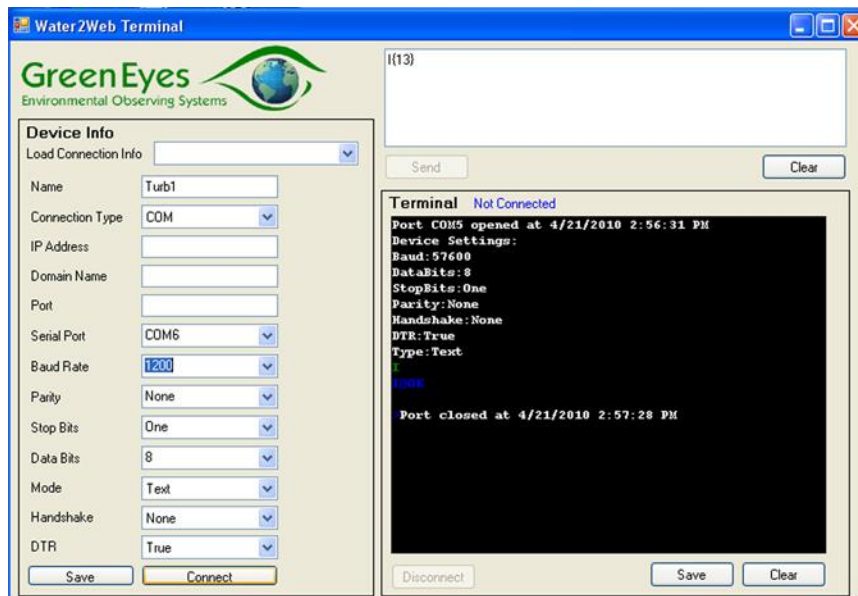 Water2Web Terminal
GreenEyes
Environmental Observing Systems
Device Info
Load Connection Info
Name Turb1
Connection Type COM
IP Address
Domain Name
Port
Serial Port COM6
Baud Rate 1200
Parity None
Stop Bits One
Data Bits 8
Mode Text
Handshake None
DTR True
Save Connect
I{13}
Send Clear
Terminal Not Connected
Port COM5 opened at 4/21/2010 2:56:31 PM
Device Settings:
Baud:57600
DataBits:8
StopBits:One
Parity:None
Handshake:None
DTR:True
Type:Text
I
Port closed at 4/21/2010 2:57:28 PM
Disconnect Save Clear